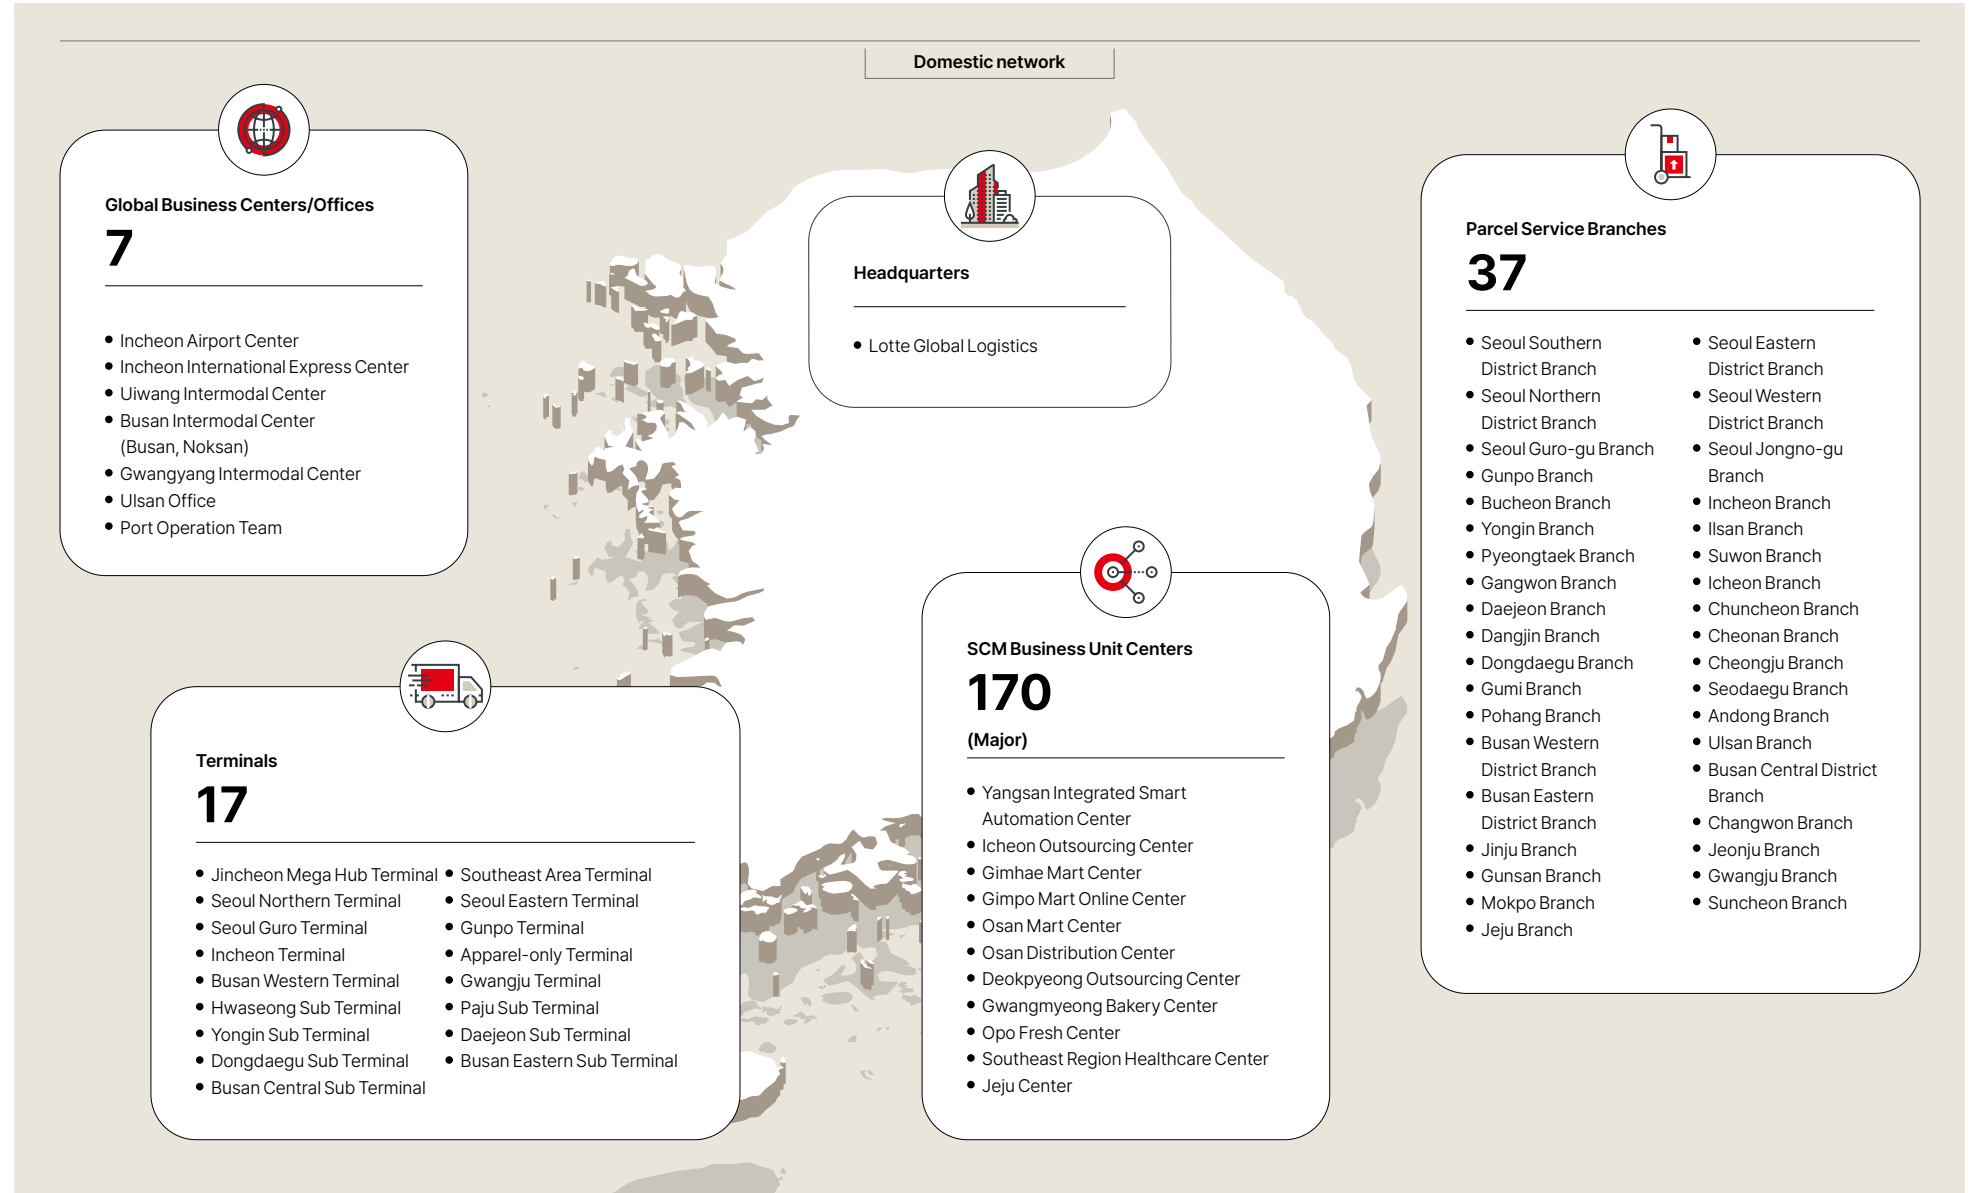 Domestic network
Global Business Centers/Offices
7
• Incheon Airport Center
• Incheon International Express Center
• Uiwang Intermodal Center
• Busan Intermodal Center
(Busan, Noksan)
• Gwangyang Intermodal Center
• Ulsan Office
• Port Operation Team
Headquarters
• Lotte Global Logistics
Terminals
17
• Jincheon Mega Hub Terminal
• Seoul Northern Terminal
• Seoul Guro Terminal
• Incheon Terminal
• Busan Western Terminal
• Hwaseong Sub Terminal
• Yongin Sub Terminal
• Dongdaegu Sub Terminal
• Busan Central Sub Terminal
• Southeast Area Terminal
• Seoul Eastern Terminal
• Gunpo Terminal
• Apparel-only Terminal
• Gwangju Terminal
• Paju Sub Terminal
• Daejeon Sub Terminal
• Busan Eastern Sub Terminal
SCM Business Unit Centers
170
(Major)
• Yangsan Integrated Smart
Automation Center
• Icheon Outsourcing Center
• Gimhae Mart Center
• Gimpo Mart Online Center
• Osan Mart Center
• Osan Distribution Center
• Deokpyeong Outsourcing Center
• Gwangmyeong Bakery Center
• Opo Fresh Center
• Southeast Region Healthcare Center
• Jeju Center
Parcel Service Branches
37
• Seoul Southern
District Branch
• Seoul Northern
District Branch
• Seoul Guro-gu Branch
• Gunpo Branch
• Bucheon Branch
• Yongin Branch
• Pyeongtaek Branch
• Gangwon Branch
• Daejeon Branch
• Dangjin Branch
• Dongdaegu Branch
• Gumi Branch
• Pohang Branch
• Busan Western
District Branch
• Busan Eastern
District Branch
• Jinju Branch
• Gunsan Branch
• Mokpo Branch
• Jeju Branch
• Seoul Eastern
District Branch
• Seoul Western
District Branch
• Seoul Jongno-gu
Branch
• Incheon Branch
• Ilsan Branch
• Suwon Branch
• Icheon Branch
• Chuncheon Branch
• Cheonan Branch
• Cheongju Branch
• Seodaegu Branch
• Andong Branch
• Ulsan Branch
• Busan Central District
Branch
• Changwon Branch
• Jeonju Branch
• Gwangju Branch
• Suncheon Branch